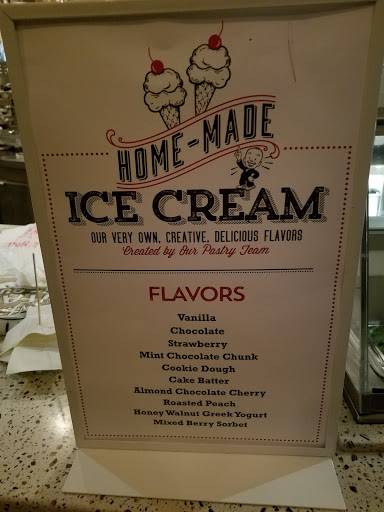 HOME-MADE
ICE CREAM
OUR VERY OWN, CREATIVE, DELICIOUS FLAVORS
Created by Our Pastry Team
FLAVORS
Vanilla
Chocolate
Strawberry
Mint Chocolate Chunk
Cookie Dough
Cake Batter
Almond Chocolate Cherry
Roasted Peach
Honey Walnut Greek Yogurt
Mixed Berry Sorbet